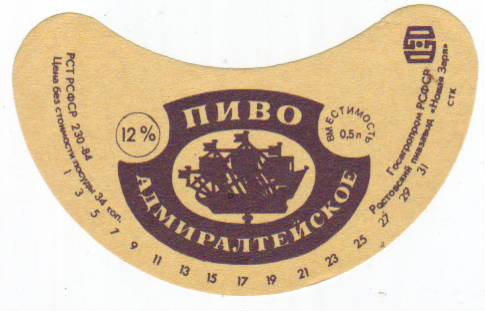 РСТ РСФСР 230-84
Цена без стоимости посуды 34 коп.
12 %
ПИВО
АДМИРАЛТЕЙСКОЕ
ВМЕСТИМОСТЬ
0,5 л
Госагропром РСФСР
Ростовский пивзавод «Новая Заря»
СТК
1 3 5 7 9 11 13 15 17 19 21 23 25 27 29 31